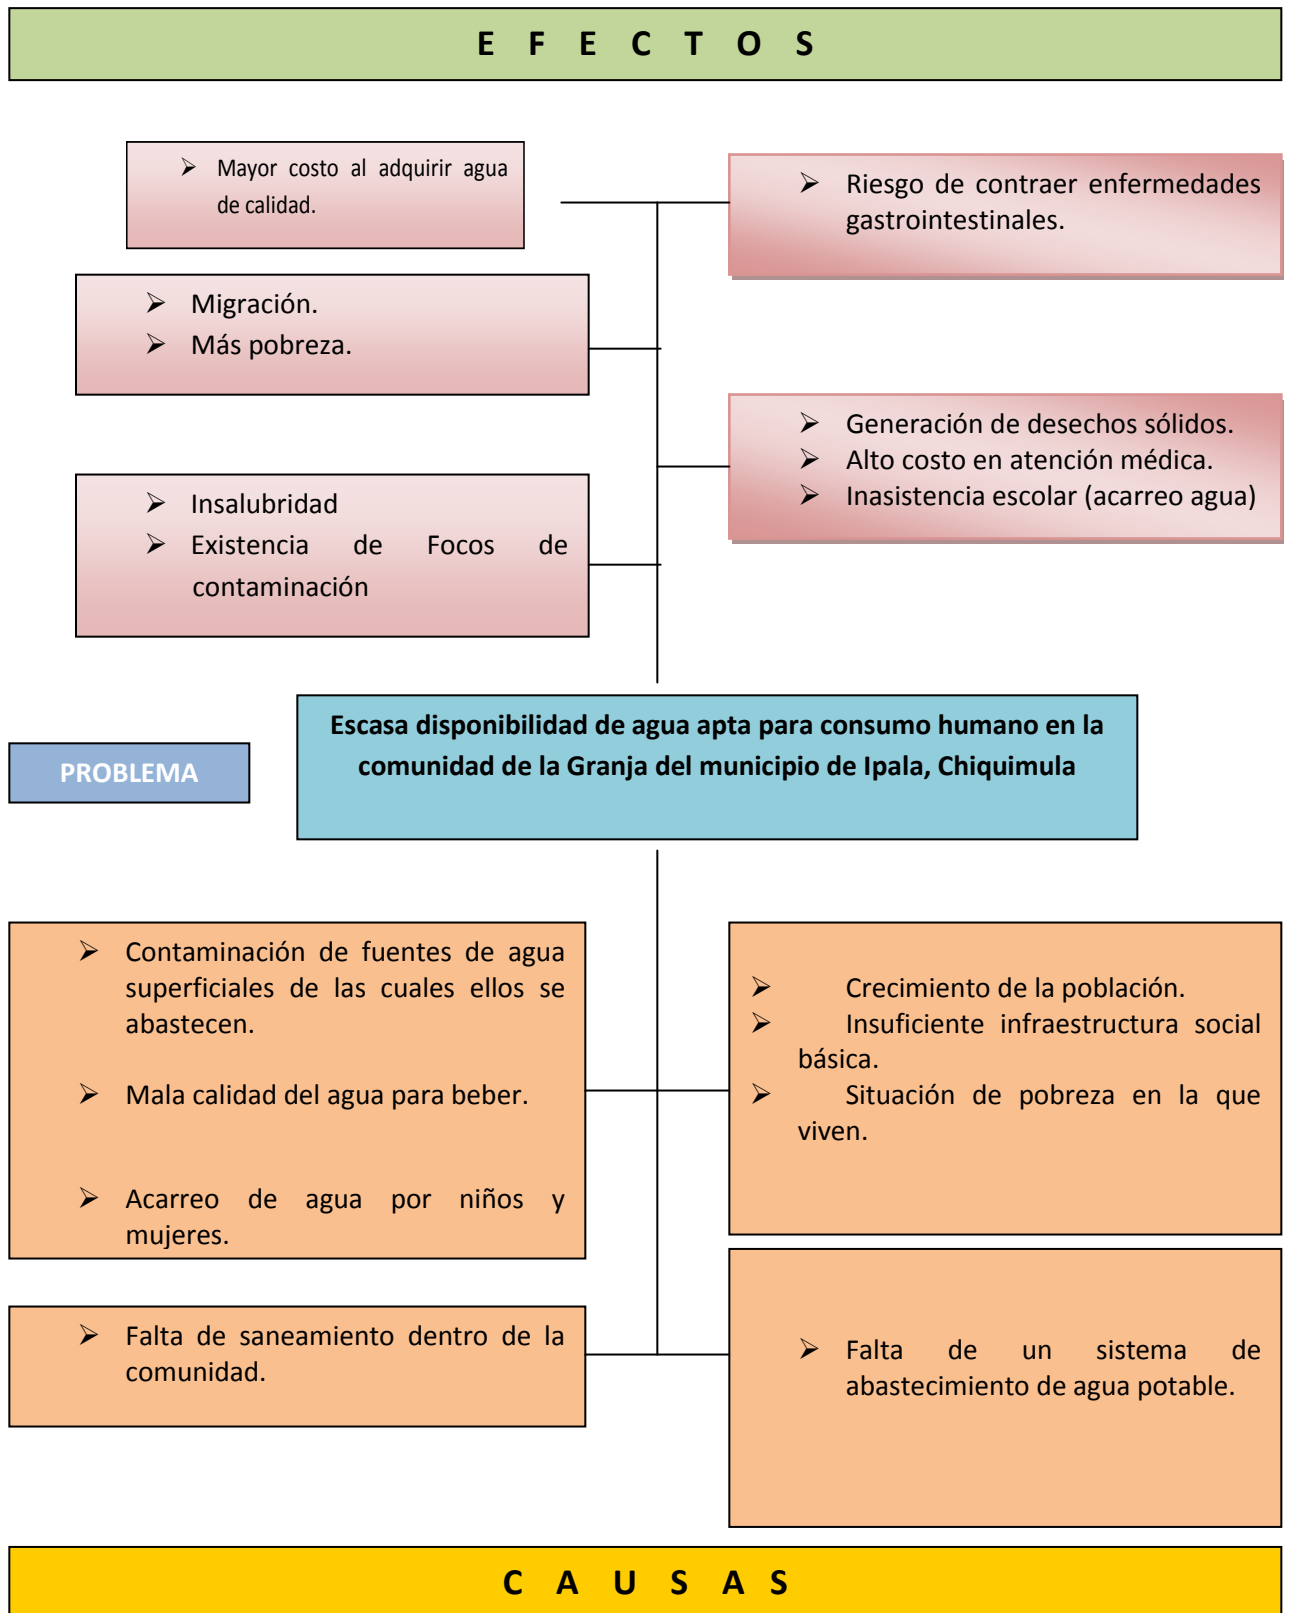 E F E C T O S
➢ Mayor costo al adquirir agua
de calidad.
➢ Riesgo de contraer enfermedades
gastrointestinales.
➢ Migración.
➢ Más pobreza.
➢ Generación de desechos sólidos.
➢ Alto costo en atención médica.
➢ Inasistencia escolar (acarreo agua)
➢ Insalubridad
➢ Existencia de Focos de
contaminación
PROBLEMA
Escasa disponibilidad de agua apta para consumo humano en la
comunidad de la Granja del municipio de Ipala, Chiquimula
➢ Contaminación de fuentes de agua
superficiales de las cuales ellos se
abastecen.
➢ Mala calidad del agua para beber.
➢ Acarreo de agua por niños y
mujeres.
➢ Crecimiento de la población.
➢ Insuficiente infraestructura social
básica.
➢ Situación de pobreza en la que
viven.
➢ Falta de saneamiento dentro de la
comunidad.
➢ Falta de un sistema de
abastecimiento de agua potable.
C A U S A S